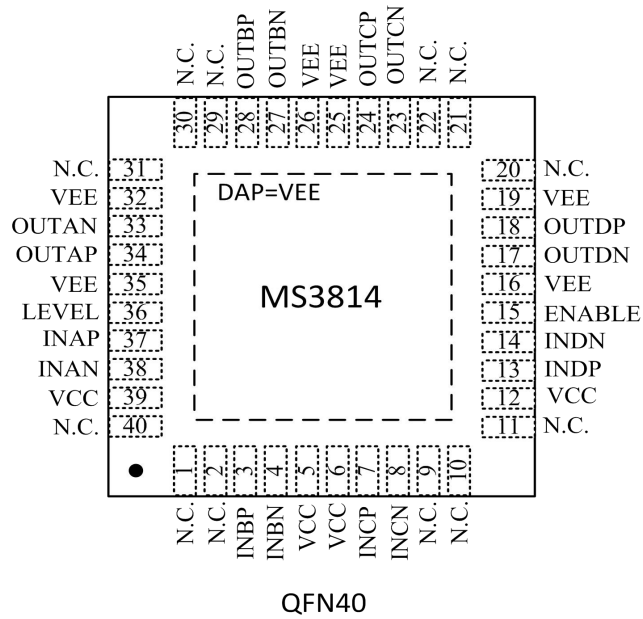 N.C. N.C. OUTBP OUTBN VEE VEE OUTCP OUTCN N.C. N.C.
30 29 28 27 26 25 24 23 22 21
N.C. 31 20 N.C.
VEE 32 DAP=VEE 19 VEE
OUTAN 33 18 OUTDP
OUTAP 34 17 OUTDN
VEE 35 16 VEE
LEVEL 36 MS3814 15 ENABLE
INAP 37 14 INDN
INAN 38 13 INDP
VCC 39 12 VCC
N.C. 40 11 N.C.
1 2 3 4 5 6 7 8 9 10
N.C. N.C. INBP INBN VCC VCC INCP INCN N.C. N.C.
QFN40